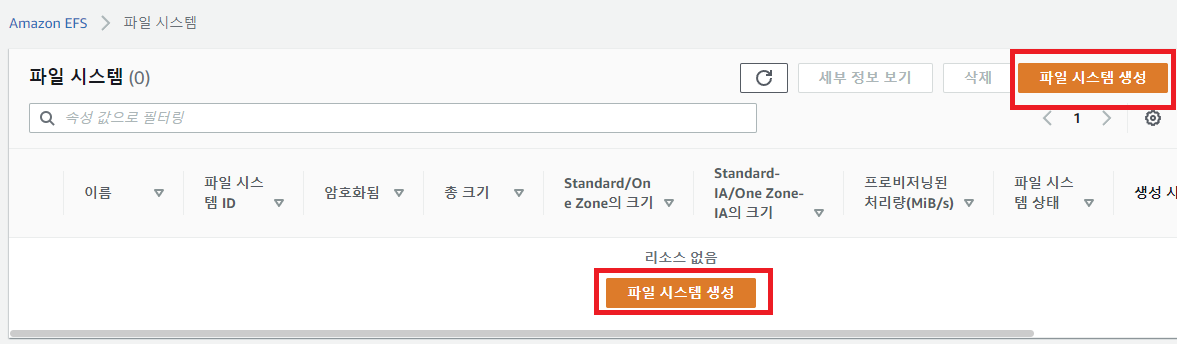 Amazon EFS > 파일 시스템
파일 시스템 (0)
세부 정보 보기
삭제
파일 시스템 생성
속성 값으로 필터링
1
이름
파일 시스
템 ID
암호화됨
총 크기
Standard/On
e Zone의 크기
Standard-
IA/One Zone-
IA의 크기
프로비저닝된
처리량(MiB/s)
파일 시스
템 상태
생성 시
리소스 없음
파일 시스템 생성